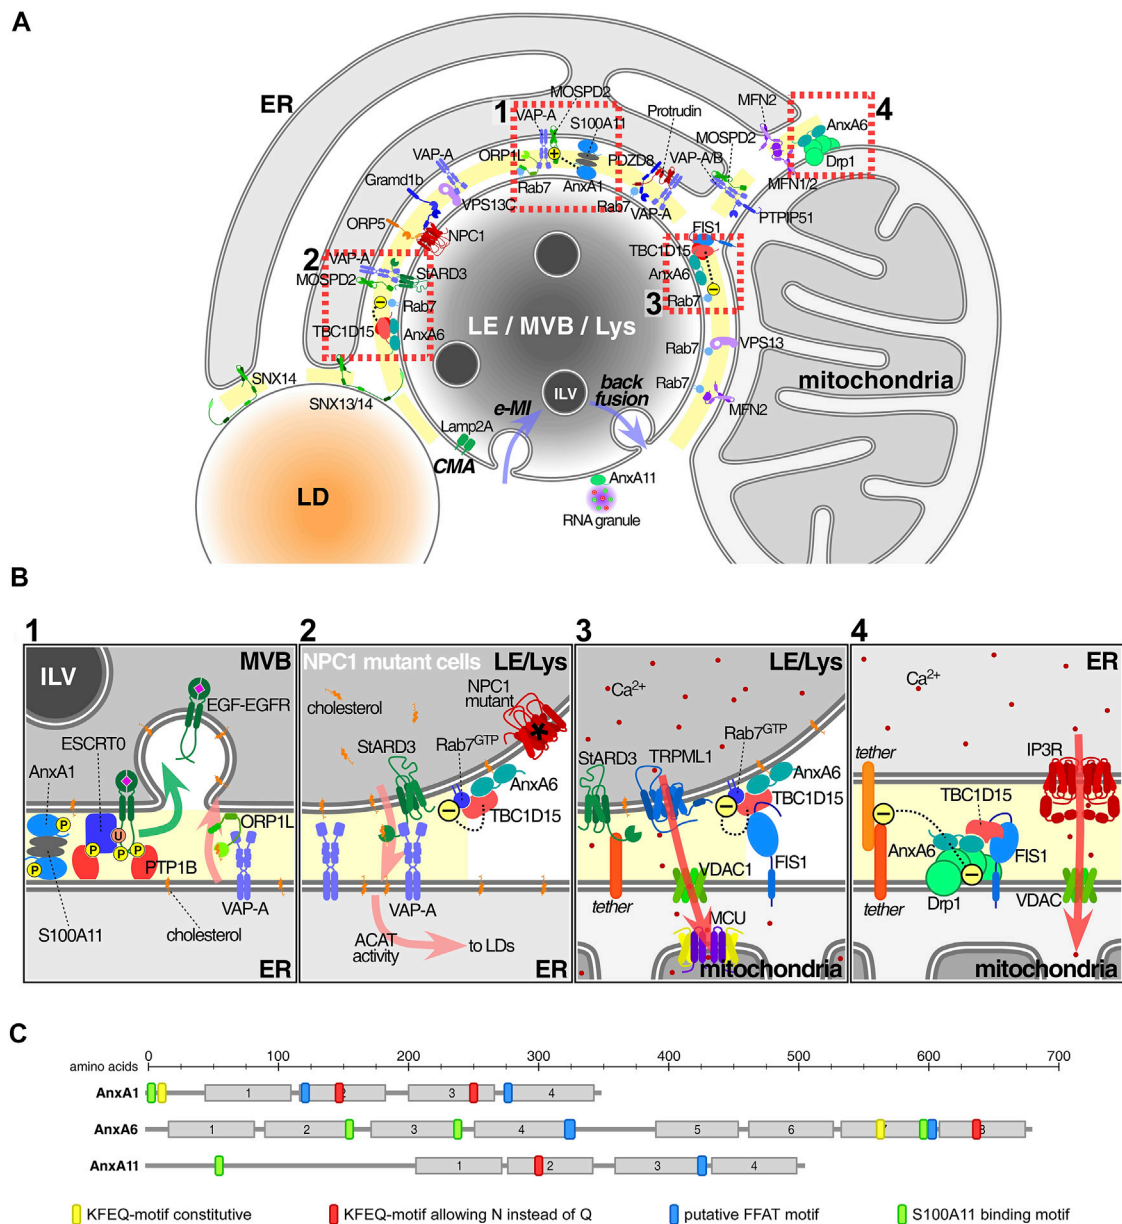 A
ER
1
MOSPD2
VAP-A
S100A11
ORP1L
Rab7
AnxA1
Protrudin
MFN2
4
AnxA6
MOSPD2
Drp1
PDZD8
VAP-A/B
MFN1/2
Rab7
VAP-A
PTPIP51
VAP-A
Gramd1b
VPS13C
ORP5
NPC1
2
VAP-A
MOSPD2
StARD3
Rab7
TBC1D15
AnxA6
FIS1
TBC1D15
AnxA6
3
Rab7
LE / MVB / Lys
Rab7
VPS13
mitochondria
Rab7
MFN2
SNX14
SNX13/14
ILV
back
fusion
e-MI
Lamp2A
CMA
LD
AnxA11
RNA granule
B
1
MVB
ILV
EGF-EGFR
ESCRT0
AnxA1
P
U
ORP1L
P
P
P
P
PTP1B
VAP-A
S100A11
cholesterol
ER
2
NPC1 mutant cells
LE/Lys
cholesterol
NPC1
mutant
*
StARD3
Rab7GTP
AnxA6
TBC1D15
VAP-A
ACAT
activity
to LDs
ER
3
LE/Lys
Ca2+
StARD3
TRPML1
Rab7GTP
AnxA6
TBC1D15
VDAC1
FIS1
tether
MCU
mitochondria
4
ER
Ca2+
tether
IP3R
TBC1D15
AnxA6
FIS1
Drp1
VDAC
tether
mitochondria
C
amino acids 0 100 200 300 400 500 600 700
AnxA1 1 2 3 4
AnxA6 1 2 3 4 5 6 7 8
AnxA11 1 2 3 4
KFEQ-motif constitutive KFEQ-motif allowing N instead of Q putative FFAT motif S100A11 binding motif